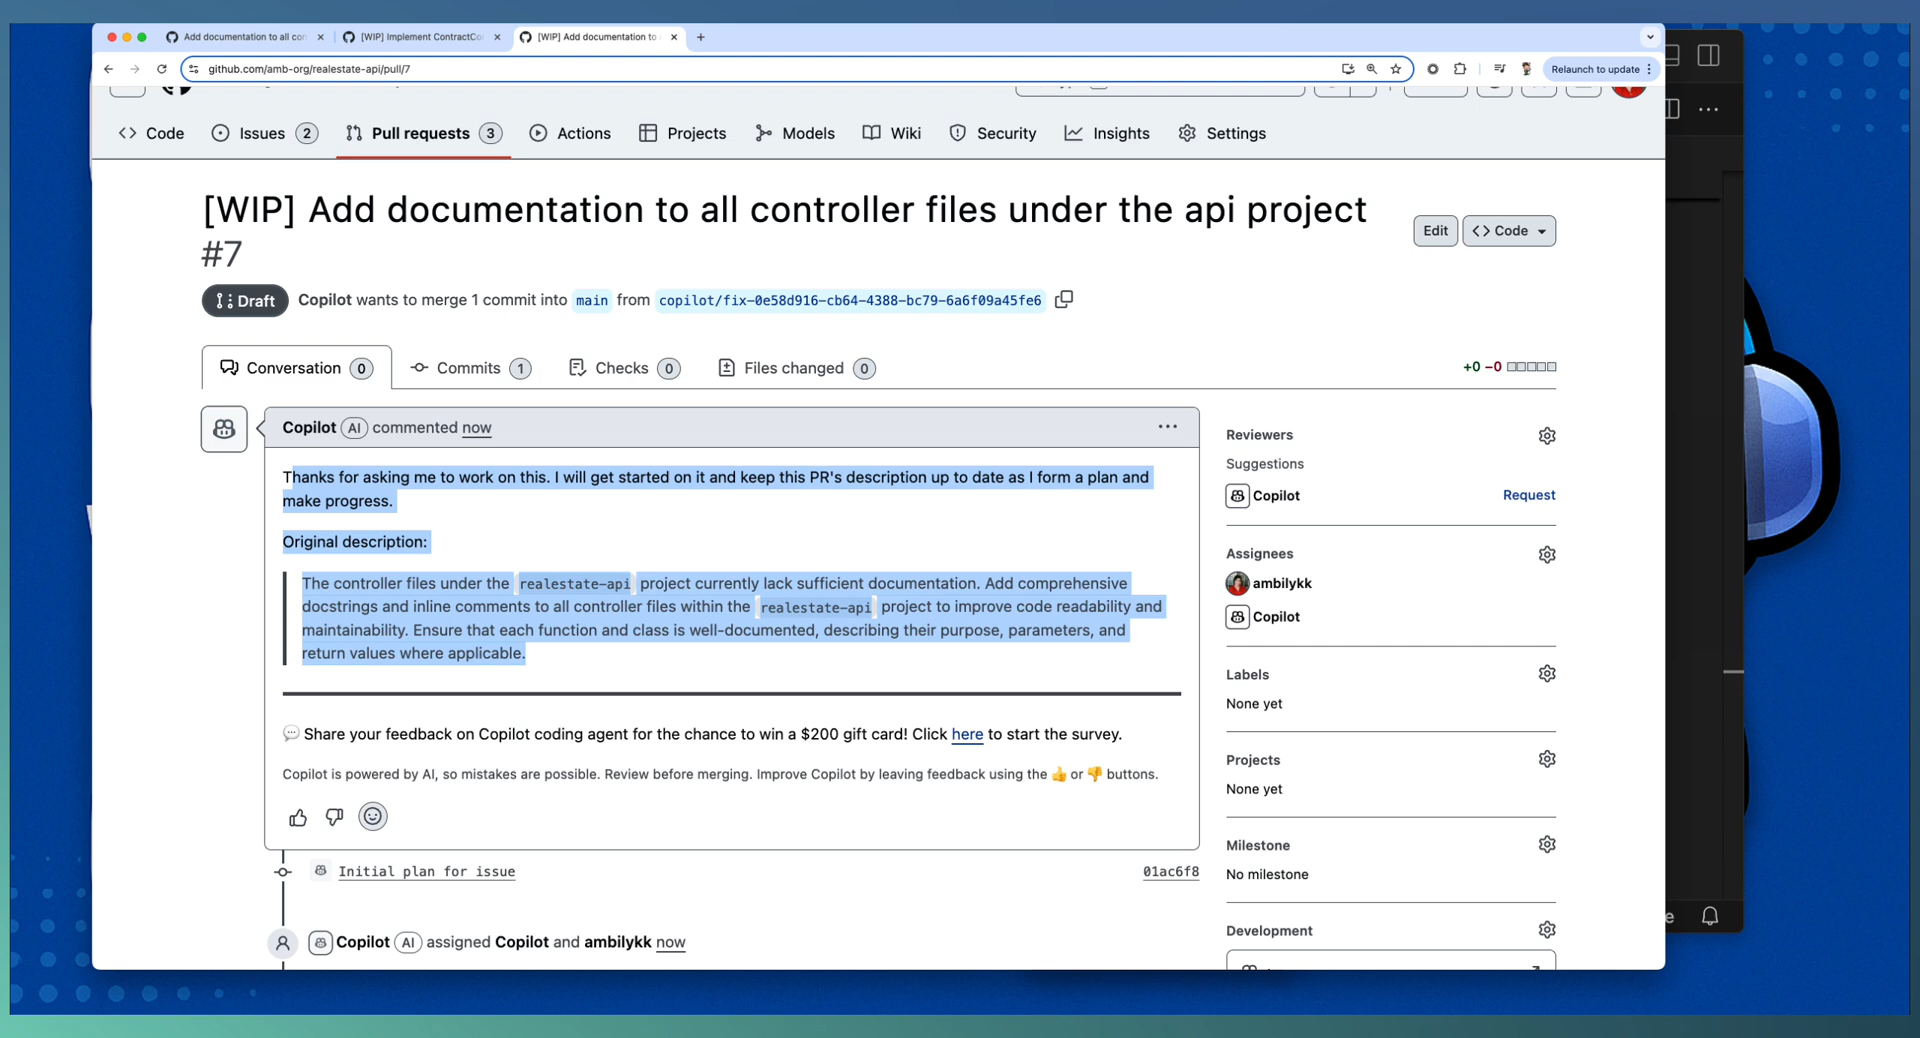 Add documentation to all con
[WIP] Implement ContractCo
[WIP] Add documentation to
github.com/amb-org/realestate-api/pull/7
Relaunch to update
Code
Issues 2
Pull requests 3
Actions
Projects
Models
Wiki
Security
Insights
Settings
[WIP] Add documentation to all controller files under the api project
#7
Edit
Code
Draft
Copilot wants to merge 1 commit into main from copilot/fix-0e58d916-cb64-4388-bc79-6a6f09a45fe6
Conversation 0
Commits 1
Checks 0
Files changed 0
+0 −0
Copilot AI commented now
Thanks for asking me to work on this. I will get started on it and keep this PR's description up to date as I form a plan and
make progress.
Original description:
The controller files under the realestate-api project currently lack sufficient documentation. Add comprehensive
docstrings and inline comments to all controller files within the realestate-api project to improve code readability and
maintainability. Ensure that each function and class is well-documented, describing their purpose, parameters, and
return values where applicable.
💬 Share your feedback on Copilot coding agent for the chance to win a $200 gift card! Click here to start the survey.
Copilot is powered by AI, so mistakes are possible. Review before merging. Improve Copilot by leaving feedback using the 👍 or 👎 buttons.
Initial plan for issue
01ac6f8
Copilot AI assigned Copilot and ambilykk now
Reviewers
Suggestions
Copilot
Request
Assignees
ambilykk
Copilot
Labels
None yet
Projects
None yet
Milestone
No milestone
Development